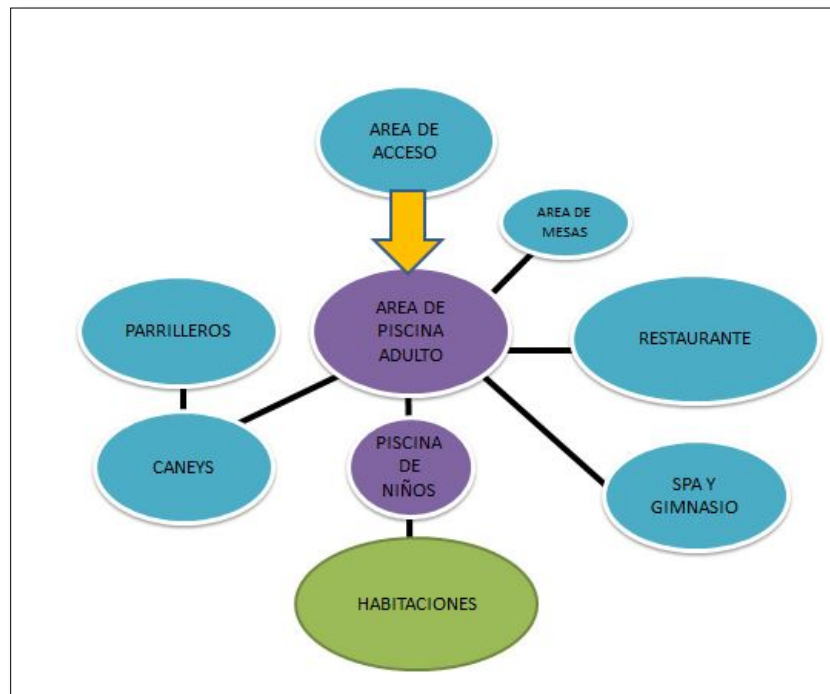 AREA DE
ACCESO
AREA DE
MESAS
AREA DE
PISCINA
ADULTO
PARRILLEROS
RESTAURANTE
CANEYS
PISCINA
DE
NIÑOS
SPA Y
GIMNASIO
HABITACIONES